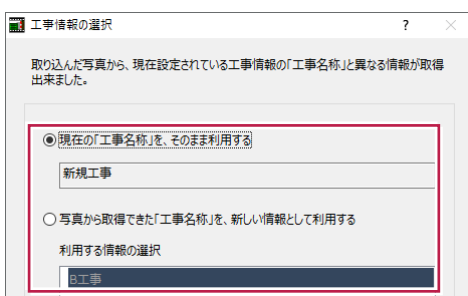 工事情報の選択 ?
取り込んだ写真から、現在設定されている工事情報の「工事名称」と異なる情報が取得
出来ました。
現在の「工事名称」を、そのまま利用する
新規工事
写真から取得できた「工事名称」を、新しい情報として利用する
利用する情報の選択
B工事